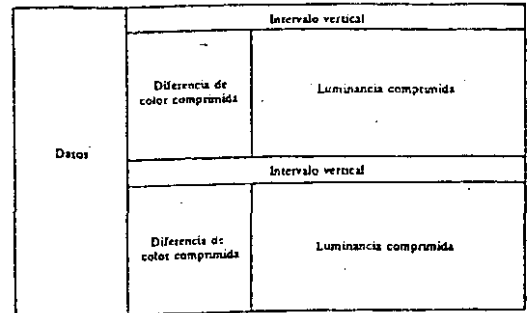 Intervalo vertical
Diferencia de
color comprimida
Luminancia comprimida
Datos
Intervalo vertical
Diferencia de
color comprimida
Luminancia comprimida